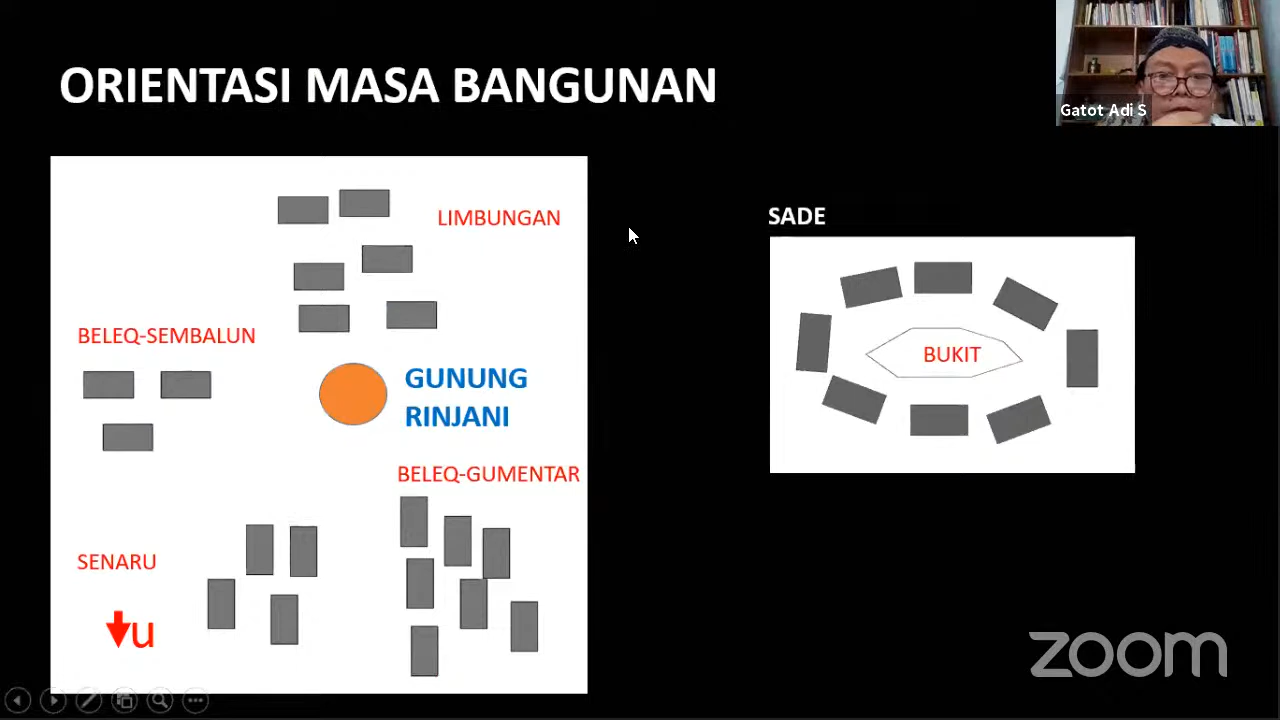 ORIENTASI MASA BANGUNAN
Gatot Adi S
LIMBUNGAN
BELEQ-SEMBALUN
GUNUNG
RINJANI
BELEQ-GUMENTAR
SENARU
u
SADE
BUKIT
zoom